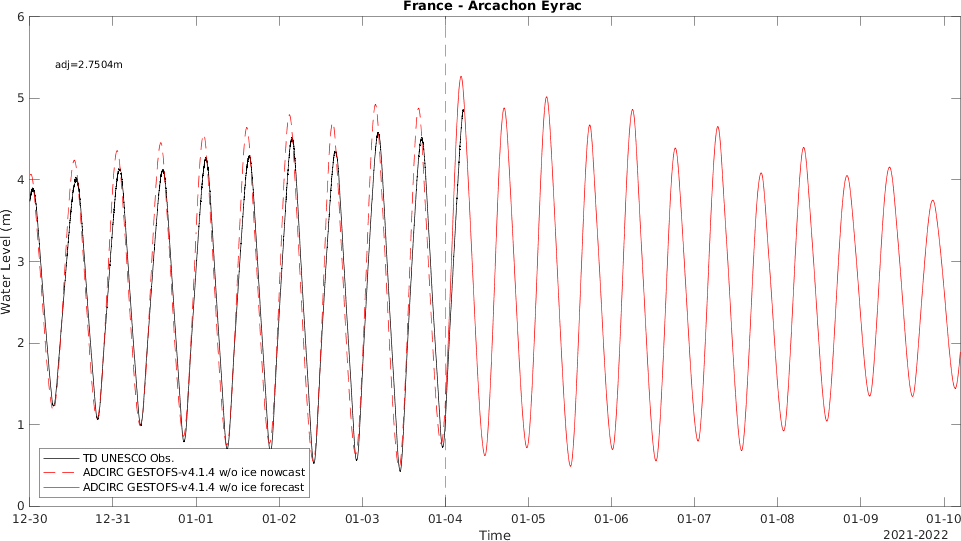 France - Arcachon Eyrac
adj=2.7504m
Water Level (m)
6
5
4
3
2
1
0
TD UNESCO Obs.
ADCIRC GESTOFS-v4.1.4 w/o ice nowcast
ADCIRC GESTOFS-v4.1.4 w/o ice forecast
12-30 12-31 01-01 01-02 01-03 01-04 01-05 01-06 01-07 01-08 01-09 01-10
Time
2021-2022